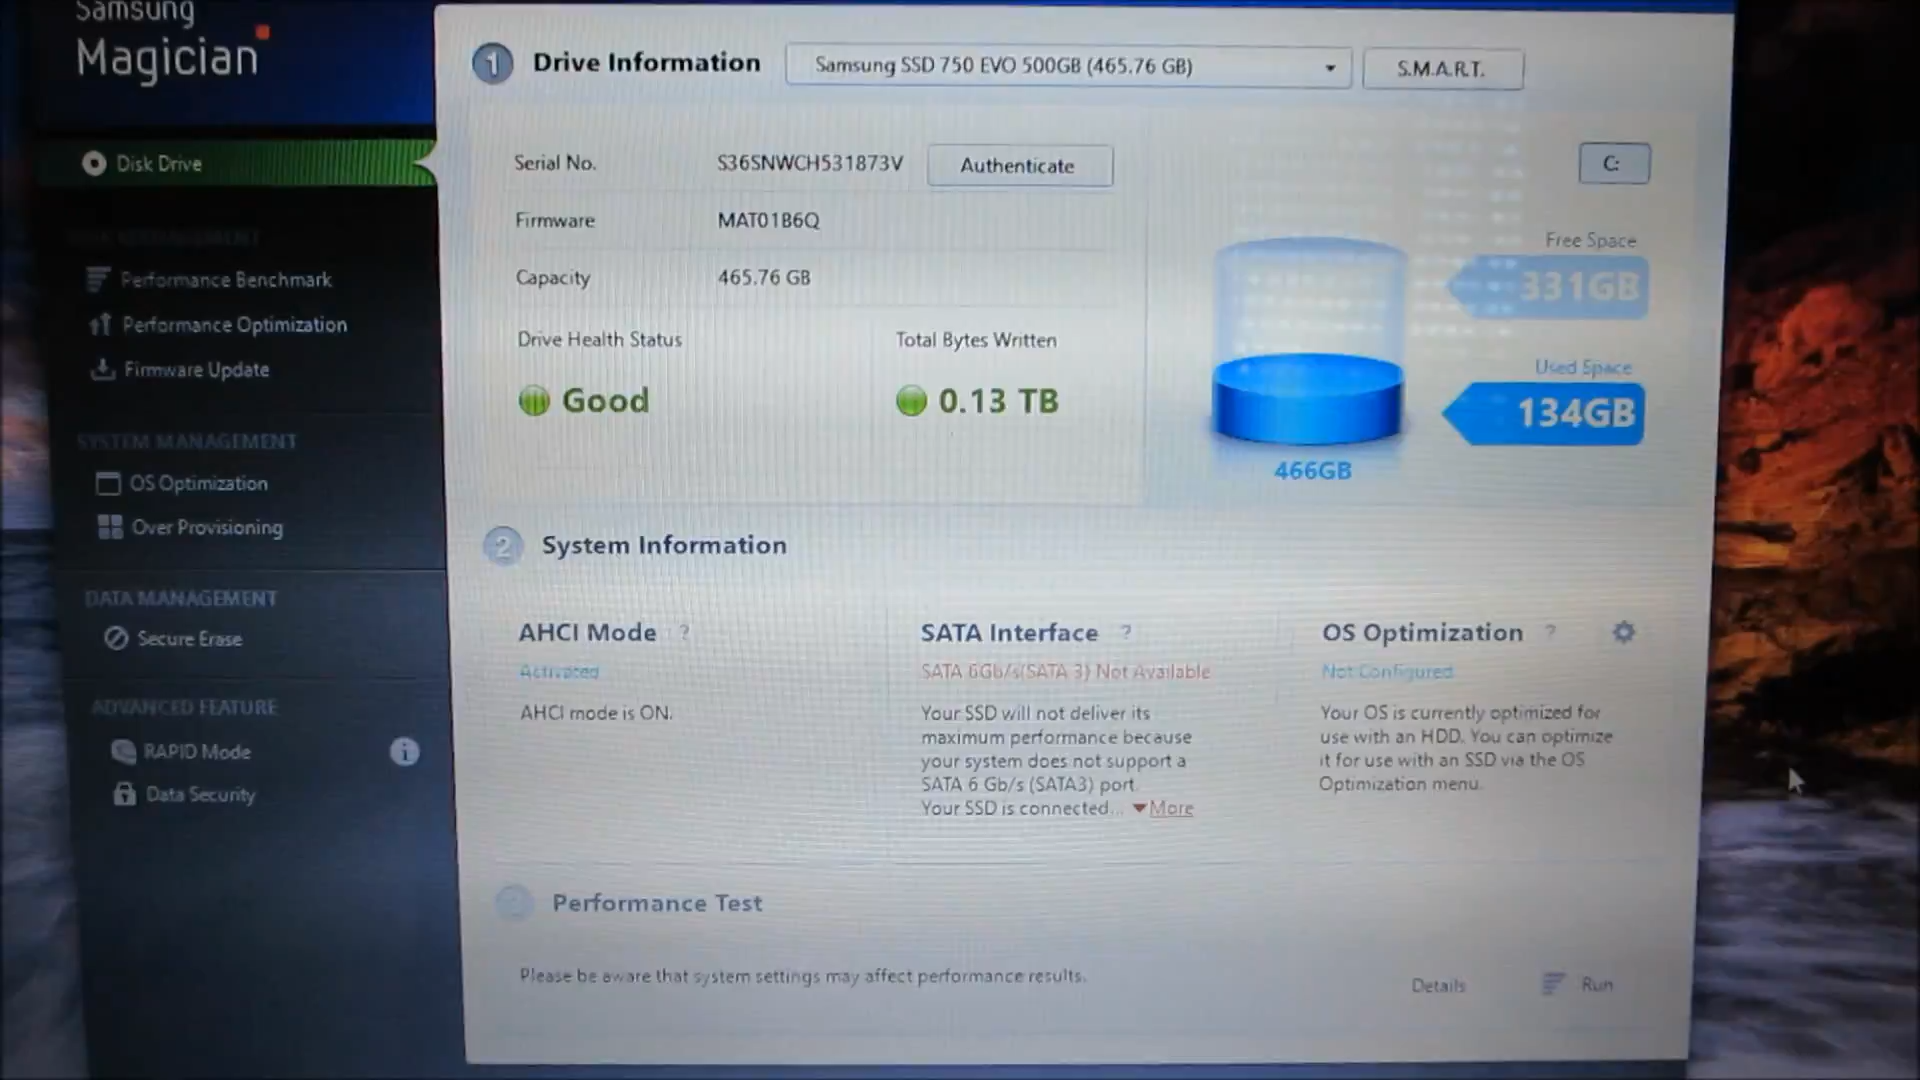 Samsung
Magician
Disk Drive
Performance Benchmark
Performance Optimization
Firmware Update
SYSTEM MANAGEMENT
OS Optimization
Over Provisioning
DATA MANAGEMENT
Secure Erase
ADVANCED FEATURE
RAPID Mode
i
Data Security
1 Drive Information
Samsung SSD 750 EVO 500GB (465.76 GB)
S.M.A.R.T.
Serial No. S36SNWCH531873V Authenticate
Firmware MAT01B6Q
Capacity 465.76 GB
Drive Health Status
Good
Total Bytes Written
0.13 TB
C:
Free Space
331GB
Used Space
134GB
466GB
2 System Information
AHCI Mode ?
Activated
AHCI mode is ON.
SATA Interface ?
SATA 6Gb/s(SATA 3) Not Available
Your SSD will not deliver its
maximum performance because
your system does not support a
SATA 6 Gb/s (SATA3) port.
Your SSD is connected... More
OS Optimization ?
Not Configured
Your OS is currently optimized for
use with an HDD. You can optimize
it for use with an SSD via the OS
Optimization menu.
Performance Test
Please be aware that system settings may affect performance results.
Details
Run